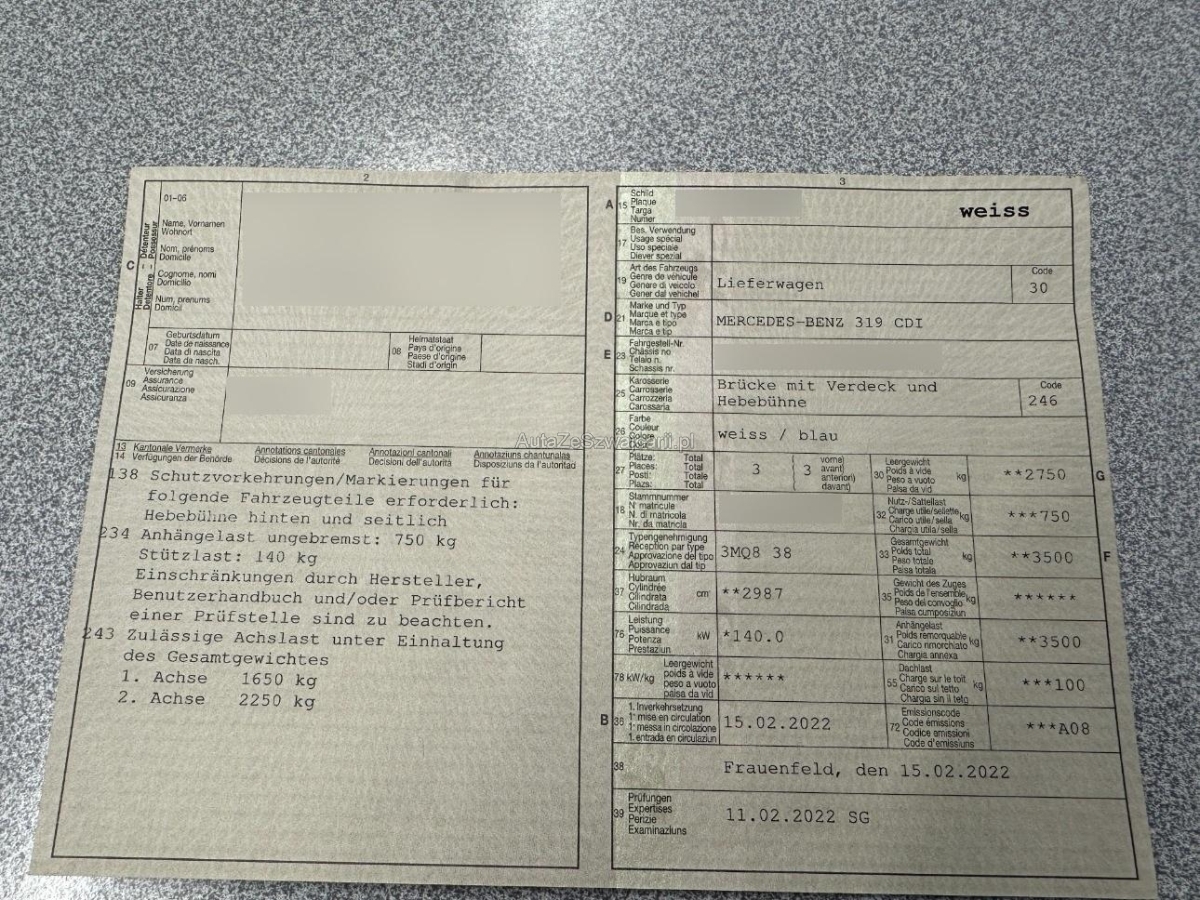 2
01-06
C
Halter – Détenteur
Detentore – Possessur
Name, Vornamen
Wohnort
Nom, prénoms
Domicile
Cognome, nomi
Domicilio
Num, prenums
Domicil
07
Geburtsdatum
Date de naissance
Data di nascita
Data da nasch.
08
Heimatstaat
Pays d'origine
Paese d'origine
Stadi d'origin
09
Versicherung
Assurance
Assicurazione
Assicuranza
13 Kantonale Vermerke
14 Verfügungen der Behörde
Annotations cantonales
Décisions de l'autorité
Annotazioni cantonali
Decisioni dell'autorità
Annotaziuns chantunalas
Disposiziuns da l'autoritad
138 Schutzvorkehrungen/Markierungen für
folgende Fahrzeugteile erforderlich:
Hebebühne hinten und seitlich
234 Anhängelast ungebremst: 750 kg
Stützlast: 140 kg
Einschränkungen durch Hersteller,
Benutzerhandbuch und/oder Prüfbericht
einer Prüfstelle sind zu beachten.
243 Zulässige Achslast unter Einhaltung
des Gesamtgewichtes
1. Achse 1650 kg
2. Achse 2250 kg
3
A 15
Schild
Plaque
Targa
Numer
weiss
17
Bes. Verwendung
Usage spécial
Uso speciale
Diever spezial
19
Art des Fahrzeugs
Genre de véhicule
Genere di veicolo
Gener dal vehichel
Lieferwagen
Code
30
D 21
Marke und Typ
Marque et type
Marca e tipo
Marca e tip
MERCEDES-BENZ 319 CDI
E 23
Fahrgestell-Nr.
Châssis no
Telaio n.
Schassis nr.
25
Karosserie
Carrosserie
Carrozzeria
Carossaria
Brücke mit Verdeck und
Hebebühne
Code
246
26
Farbe
Couleur
Colore
weiss / blau
AutaZeSzwajcarii.pl
27
Plätze: Total
Places: Total
Posti: Totale
Plazs: Total
3
3
vorne)
avant)
anteriori)
davant)
30
Leergewicht
Poids à vide
Peso a vuoto
Paisa da vid
kg
**2750
G
18
Stammnummer
N° matricule
N. di matricola
Nr. da matricla
32
Nutz-/Sattellast
Charge utile/sellette
Carico utile/sella
Chargia utila/sella
kg
***750
24
Typengenehmigung
Réception par type
Approvazione del tipo
Approvaziun dal tip
3MQ8 38
33
Gesamtgewicht
Poids total
Peso totale
Paisa totala
kg
**3500
F
37
Hubraum
Cylindrée
Cilindrata
Cilindrada
cm³
**2987
35
Gewicht des Zuges
Poids de l'ensemble
Peso del convoglio
Paisa cumposiziun
kg
******
76
Leistung
Puissance
Potenza
Prestaziun
kW
*140.0
31
Anhängelast
Poids remorquable
Carico rimorchiato
Chargia annexa
kg
**3500
78 kW/kg
Leergewicht
poids à vide
peso a vuoto
paisa da vid
******
55
Dachlast
Charge sur le toit
Carico sul tetto
Chargia sin il tetg
kg
***100
B 36
1. Inverkehrsetzung
1ʳᵉ mise en circulation
1ª messa in circolazione
1. entrada en circulaziun
15.02.2022
72
Emissionscode
Code émissions
Codice emissioni
Code d'emissiuns
***A08
38
Frauenfeld, den 15.02.2022
39
Prüfungen
Expertises
Perizie
Examinaziuns
11.02.2022 SG